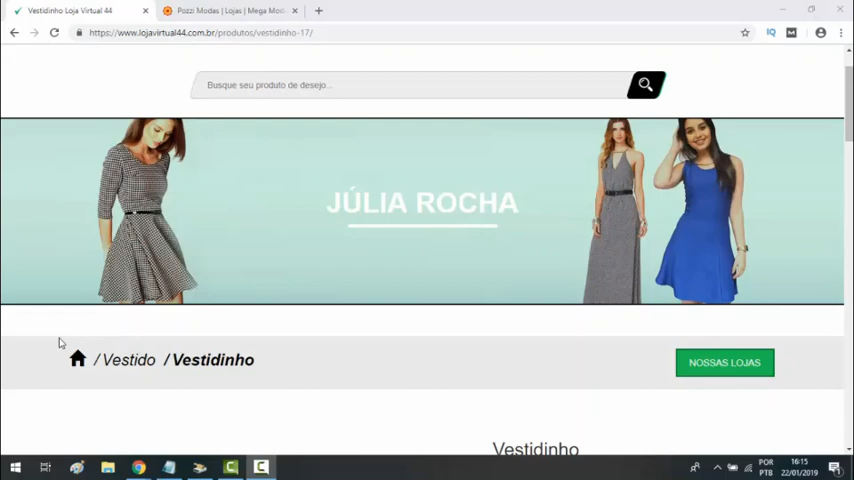 Vestidinho Loja Virtual 44
Pozzi Modas | Lojas | Mega Mod
https://www.lojavirtual44.com.br/produtos/vestidinho-17/
Busque seu produto de desejo...
JÚLIA ROCHA
/ Vestido / Vestidinho
NOSSAS LOJAS
Vestidinho
POR
PTB
16:15
22/01/2019